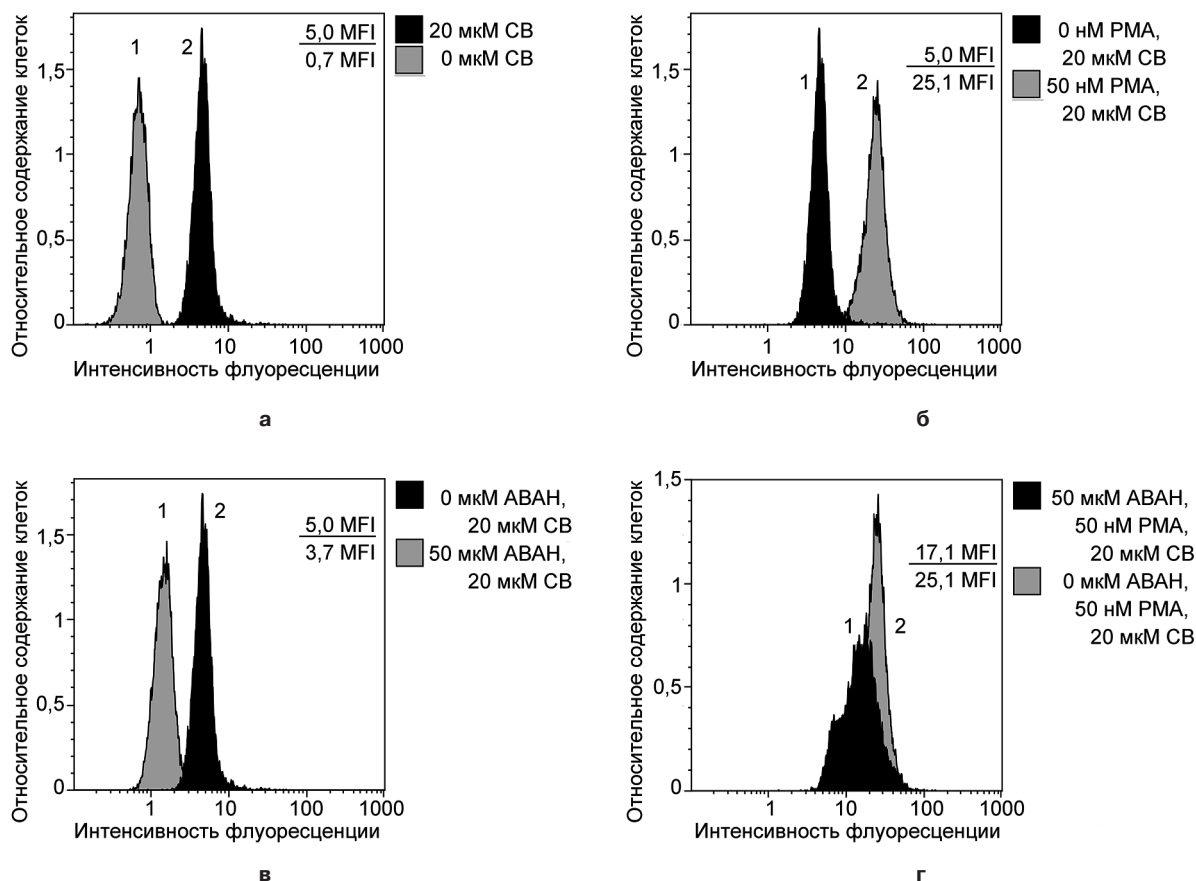 Относительное содержание клеток
1,5
1
0,5
0
1
2
5,0 MFI
0,7 MFI
20 мкМ CB
0 мкМ CB
1 10 100 1000
Интенсивность флуоресценции
а
Относительное содержание клеток
1,5
1
0,5
0
1
2
5,0 MFI
25,1 MFI
0 нМ PMA,
20 мкМ CB
50 нМ PMA,
20 мкМ CB
1 10 100 1000
Интенсивность флуоресценции
б
Относительное содержание клеток
1,5
1
0,5
0
1
2
5,0 MFI
3,7 MFI
0 мкМ ABAH,
20 мкМ CB
50 мкМ ABAH,
20 мкМ CB
1 10 100 1000
Интенсивность флуоресценции
в
Относительное содержание клеток
1,5
1
0,5
0
1
2
17,1 MFI
25,1 MFI
50 мкМ ABAH,
50 нМ PMA,
20 мкМ CB
0 мкМ ABAH,
50 нМ PMA,
20 мкМ CB
1 10 100 1000
Интенсивность флуоресценции
г